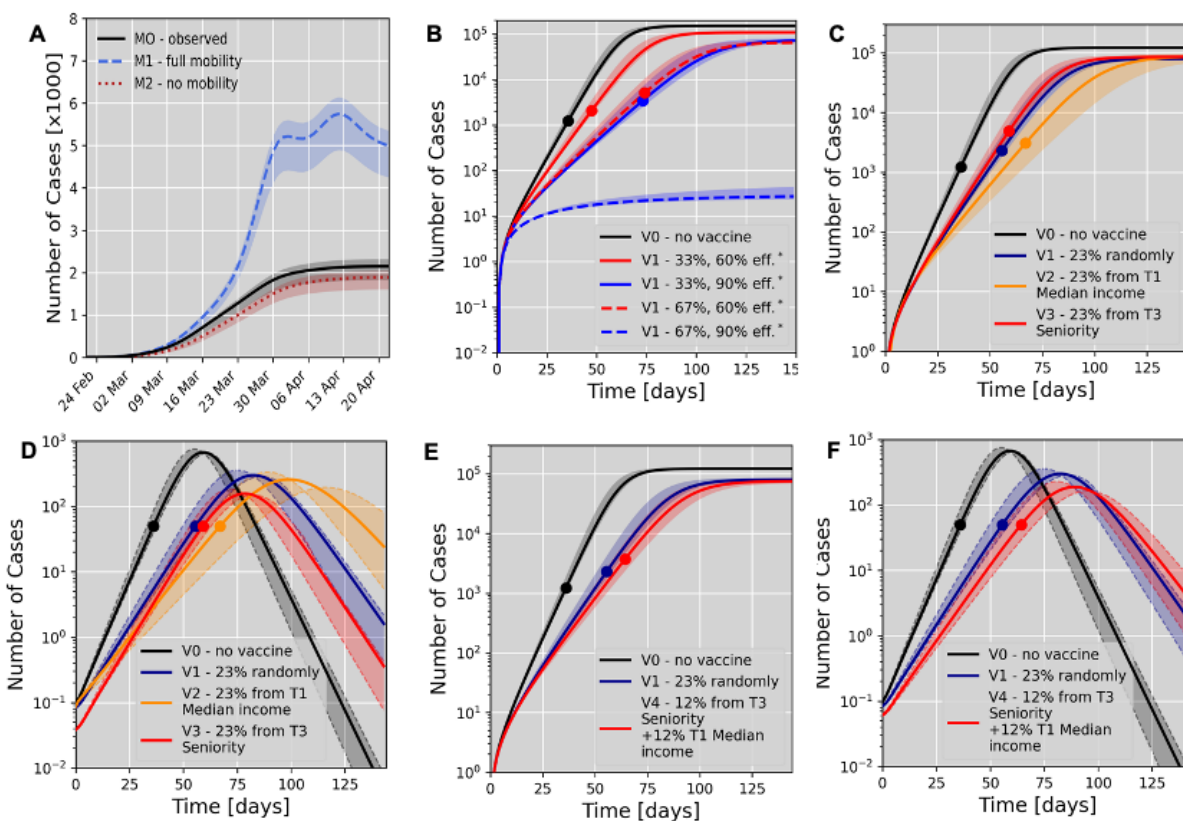 A
8
7
6
5
4
3
2
1
0
Number of Cases [x1000]
MO - observed
M1 - full mobility
M2 - no mobility
24 Feb
02 Mar
09 Mar
16 Mar
23 Mar
30 Mar
06 Apr
13 Apr
20 Apr
B
10^5
10^4
10^3
10^2
10^1
10^0
10^-1
10^-2
Number of Cases
V0 - no vaccine
V1 - 33%, 60% eff.*
V1 - 33%, 90% eff.*
V1 - 67%, 60% eff.*
V1 - 67%, 90% eff.*
0 25 50 75 100 125 15
Time [days]
C
10^5
10^4
10^3
10^2
10^1
10^0
Number of Cases
V0 - no vaccine
V1 - 23% randomly
V2 - 23% from T1
Median income
V3 - 23% from T3
Seniority
0 25 50 75 100 125
Time [days]
D
10^3
10^2
10^1
10^0
10^-1
10^-2
Number of Cases
V0 - no vaccine
V1 - 23% randomly
V2 - 23% from T1
Median income
V3 - 23% from T3
Seniority
0 25 50 75 100 125
Time [days]
E
10^5
10^4
10^3
10^2
10^1
10^0
Number of Cases
V0 - no vaccine
V1 - 23% randomly
V4 - 12% from T3
Seniority
+12% T1 Median
income
0 25 50 75 100 125
Time [days]
F
10^3
10^2
10^1
10^0
10^-1
10^-2
Number of Cases
V0 - no vaccine
V1 - 23% randomly
V4 - 12% from T3
Seniority
+12% T1 Median
income
0 25 50 75 100 125
Time [days]